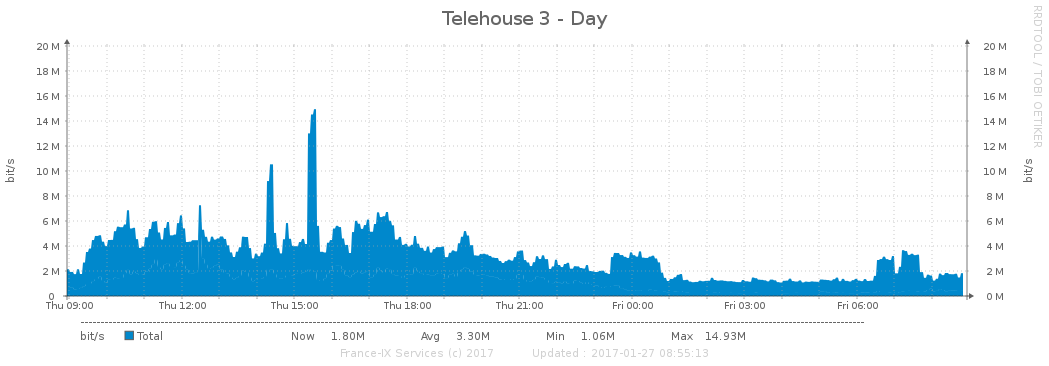 Telehouse 3 - Day
RRDTOOL / TOBI OETIKER
bit/s
bit/s
20 M 20 M
18 M 18 M
16 M 16 M
14 M 14 M
12 M 12 M
10 M 10 M
8 M 8 M
6 M 6 M
4 M 4 M
2 M 2 M
0 0 M
Thu 09:00 Thu 12:00 Thu 15:00 Thu 18:00 Thu 21:00 Fri 00:00 Fri 03:00 Fri 06:00
bit/s Total Now 1.80M Avg 3.30M Min 1.06M Max 14.93M
France-IX Services (c) 2017 Updated : 2017-01-27 08:55:13